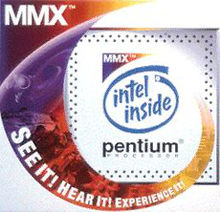 MMX™
MMX™
intel
inside
pentium®
PROCESSOR
SEE IT! HEAR IT! EXPERIENCE IT!